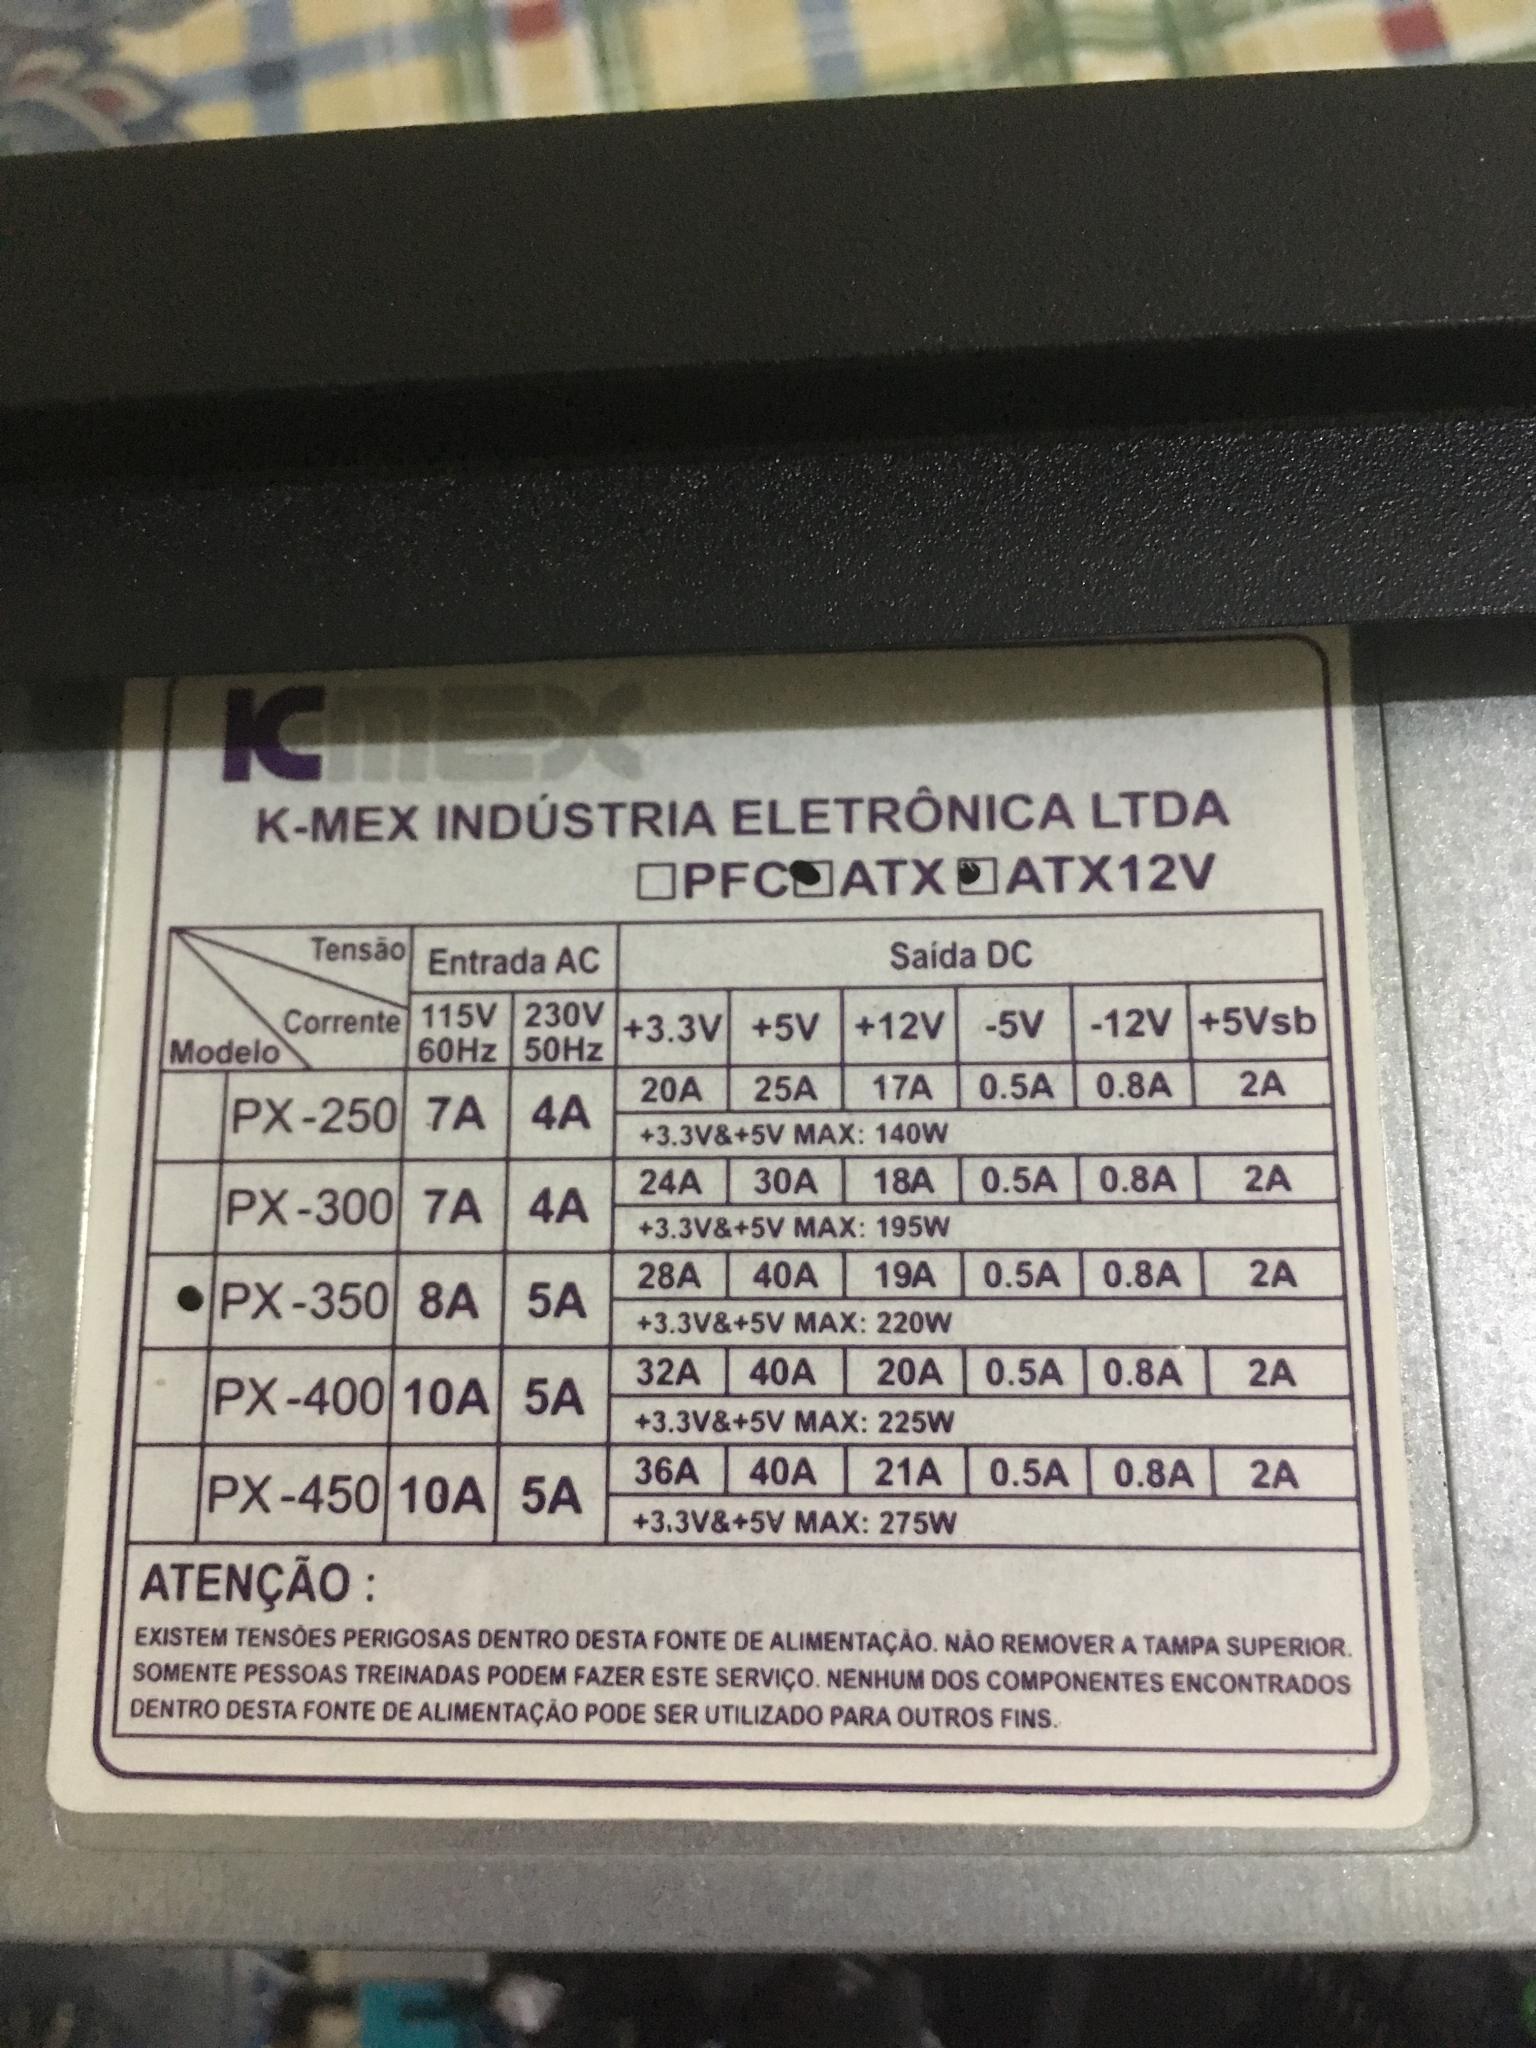 KMEX
K-MEX INDÚSTRIA ELETRÔNICA LTDA
PFC ATX ATX12V
Tensão Corrente Modelo Entrada AC Saída DC
115V 60Hz 230V 50Hz +3.3V +5V +12V -5V -12V +5Vsb
PX-250 7A 4A 20A 25A 17A 0.5A 0.8A 2A
+3.3V&+5V MAX: 140W
PX-300 7A 4A 24A 30A 18A 0.5A 0.8A 2A
+3.3V&+5V MAX: 195W
PX-350 8A 5A 28A 40A 19A 0.5A 0.8A 2A
+3.3V&+5V MAX: 220W
PX-400 10A 5A 32A 40A 20A 0.5A 0.8A 2A
+3.3V&+5V MAX: 225W
PX-450 10A 5A 36A 40A 21A 0.5A 0.8A 2A
+3.3V&+5V MAX: 275W
ATENÇÃO :
EXISTEM TENSÕES PERIGOSAS DENTRO DESTA FONTE DE ALIMENTAÇÃO. NÃO REMOVER A TAMPA SUPERIOR.
SOMENTE PESSOAS TREINADAS PODEM FAZER ESTE SERVIÇO. NENHUM DOS COMPONENTES ENCONTRADOS
DENTRO DESTA FONTE DE ALIMENTAÇÃO PODE SER UTILIZADO PARA OUTROS FINS.